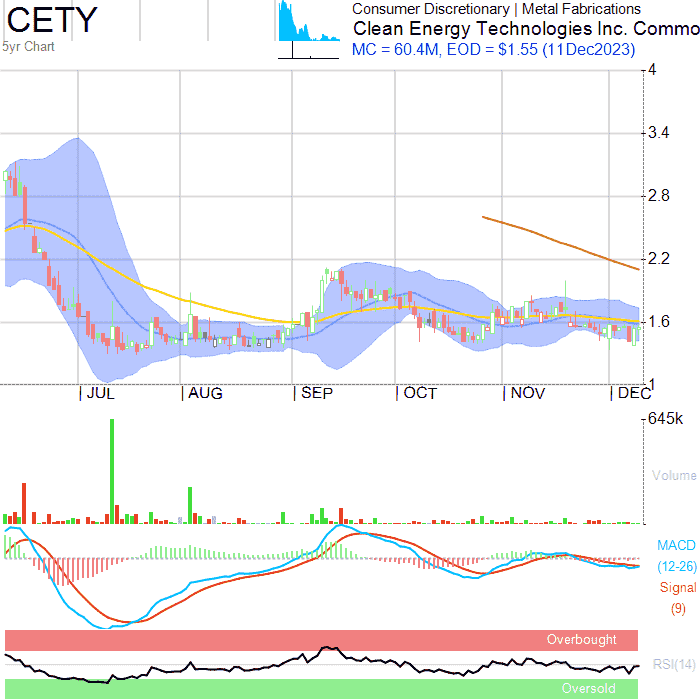 CETY
5yr Chart
Consumer Discretionary | Metal Fabrications
Clean Energy Technologies Inc. Commo
MC = 60.4M, EOD = $1.55 (11Dec2023)
4
3.4
2.8
2.2
1.6
1
JUL
AUG
SEP
OCT
NOV
DEC
645k
Volume
MACD
(12-26)
Signal
(9)
Overbought
RSI(14)
Oversold